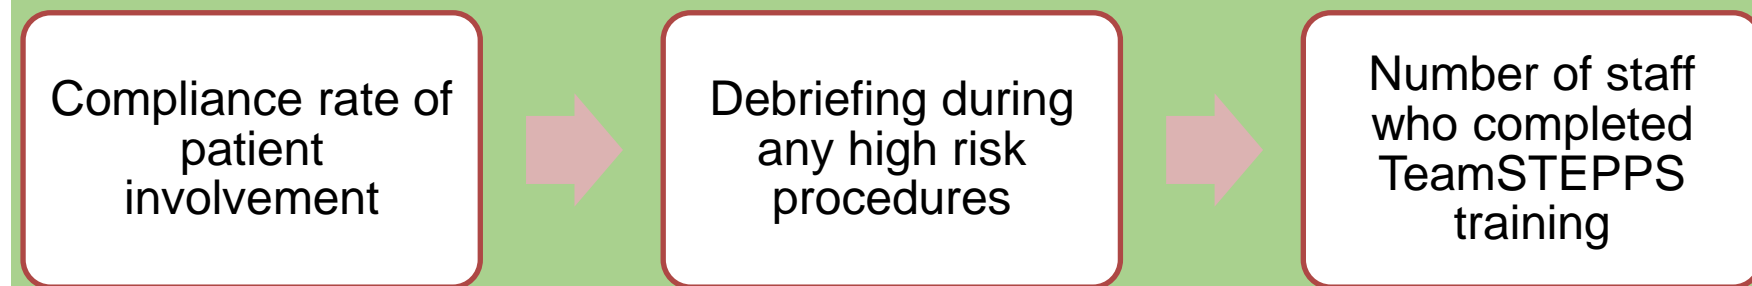 Compliance rate of
patient
involvement
Debriefing during
any high risk
procedures
Number of staff
who completed
TeamSTEPPS
training